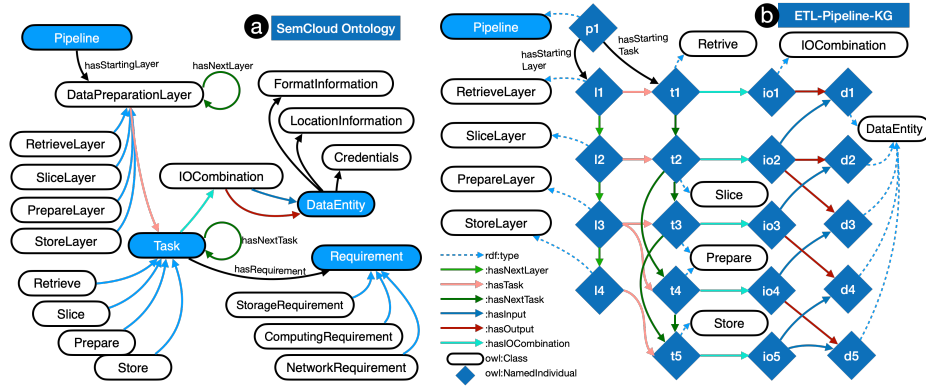 a
SemCloud Ontology
Pipeline
hasStartingLayer
hasNextLayer
DataPreparationLayer
FormatInformation
LocationInformation
Credentials
RetrieveLayer
SliceLayer
PrepareLayer
StoreLayer
IOCombination
DataEntity
Task
hasNextTask
hasRequirement
Requirement
Retrieve
Slice
Prepare
Store
StorageRequirement
ComputingRequirement
NetworkRequirement
b
ETL-Pipeline-KG
Pipeline
p1
hasStarting
Layer
hasStarting
Task
Retrive
IOCombination
RetrieveLayer
l1
t1
io1
d1
DataEntity
SliceLayer
l2
t2
io2
d2
PrepareLayer
Slice
StoreLayer
l3
t3
io3
d3
Prepare
l4
t4
io4
d4
Store
t5
io5
d5
rdf:type
:hasNextLayer
:hasTask
:hasNextTask
:hasInput
:hasOutput
:hasIOCombination
owl:Class
owl:NamedIndividual